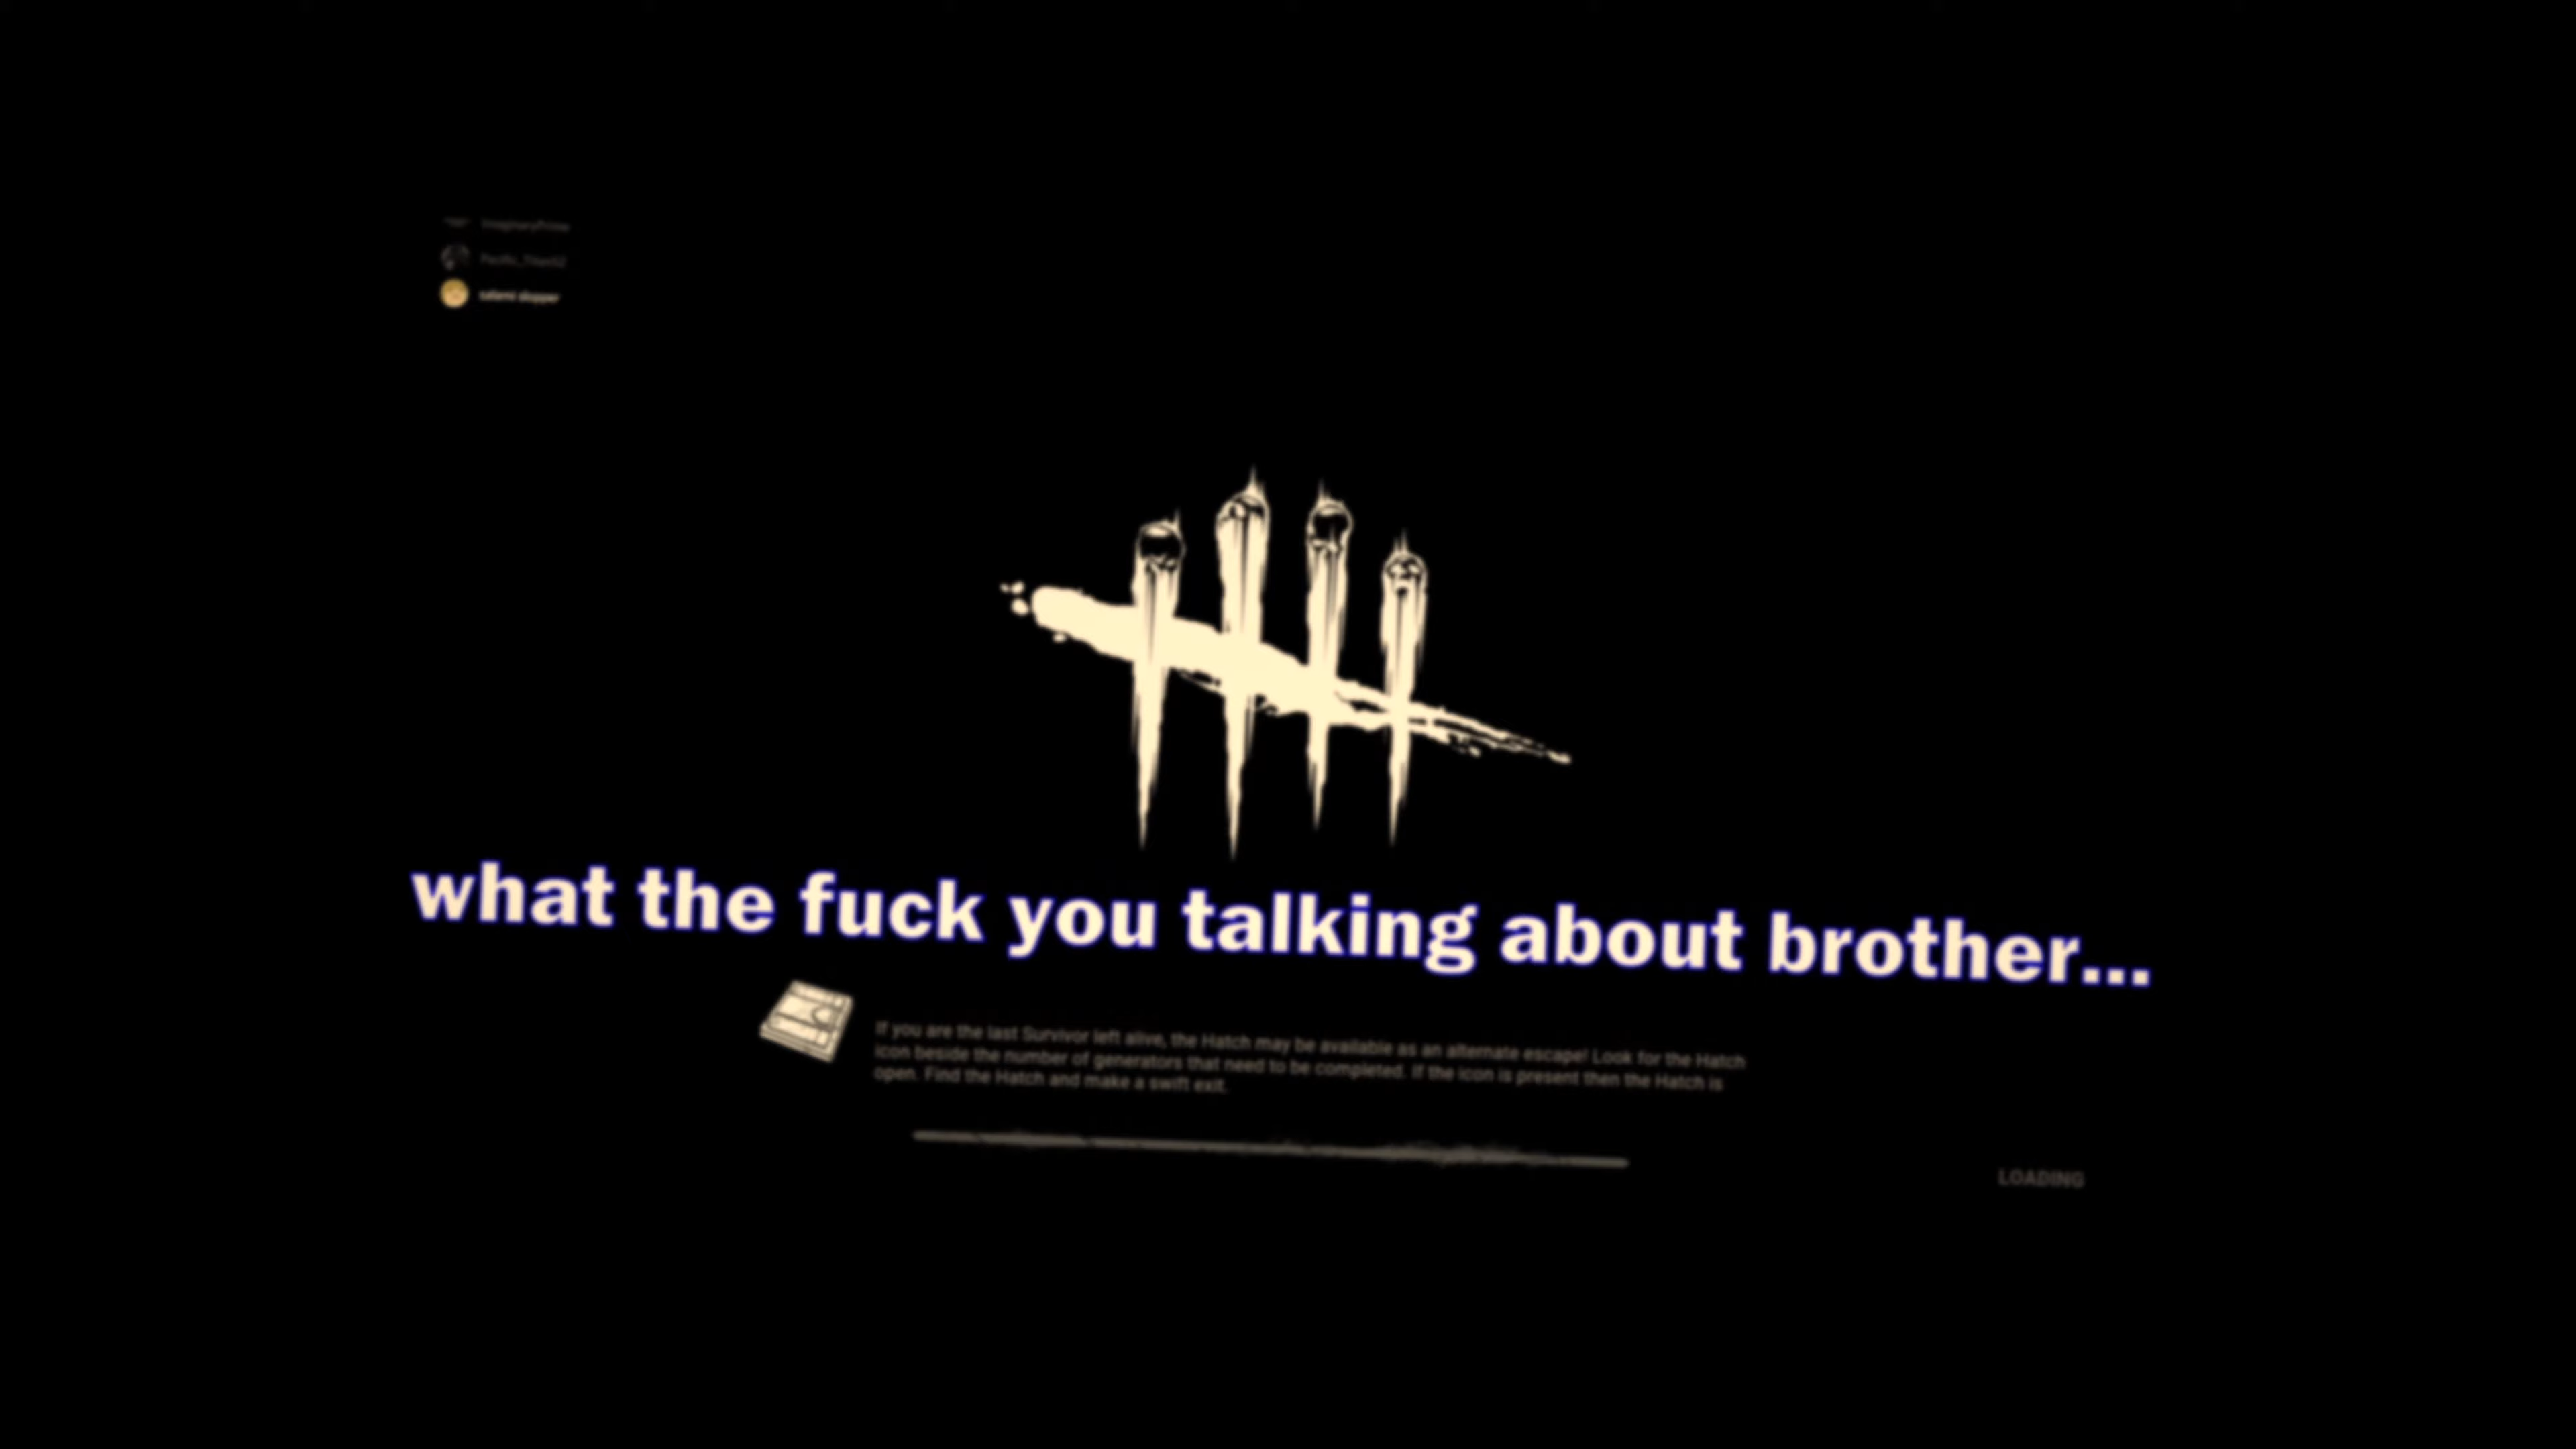 salami slopper
what the fuck you talking about brother...
If you are the last Survivor left alive, the Hatch may be available as an alternate escape! Look for the Hatch
icon beside the number of generators that need to be completed. If the icon is present then the Hatch is
open. Find the Hatch and make a swift exit.
LOADING